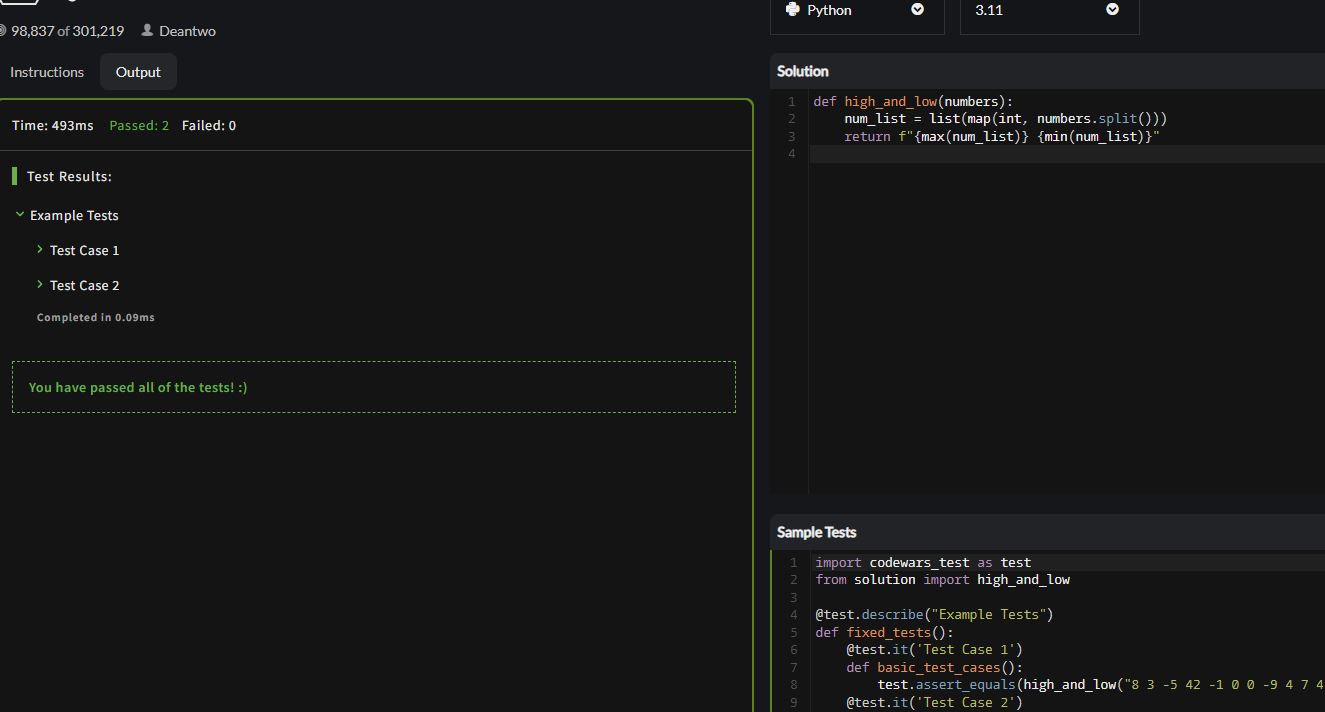 98,837 of 301,219 Deantwo
Instructions Output
Time: 493ms Passed: 2 Failed: 0
Test Results:
Example Tests
Test Case 1
Test Case 2
Completed in 0.09ms
You have passed all of the tests! :)
Python 3.11
Solution
1 def high_and_low(numbers):
2     num_list = list(map(int, numbers.split()))
3     return f"{max(num_list)} {min(num_list)}"
4
Sample Tests
1 import codewars_test as test
2 from solution import high_and_low
3
4 @test.describe("Example Tests")
5 def fixed_tests():
6     @test.it('Test Case 1')
7     def basic_test_cases():
8         test.assert_equals(high_and_low("8 3 -5 42 -1 0 0 -9 4 7 4
9     @test.it('Test Case 2')